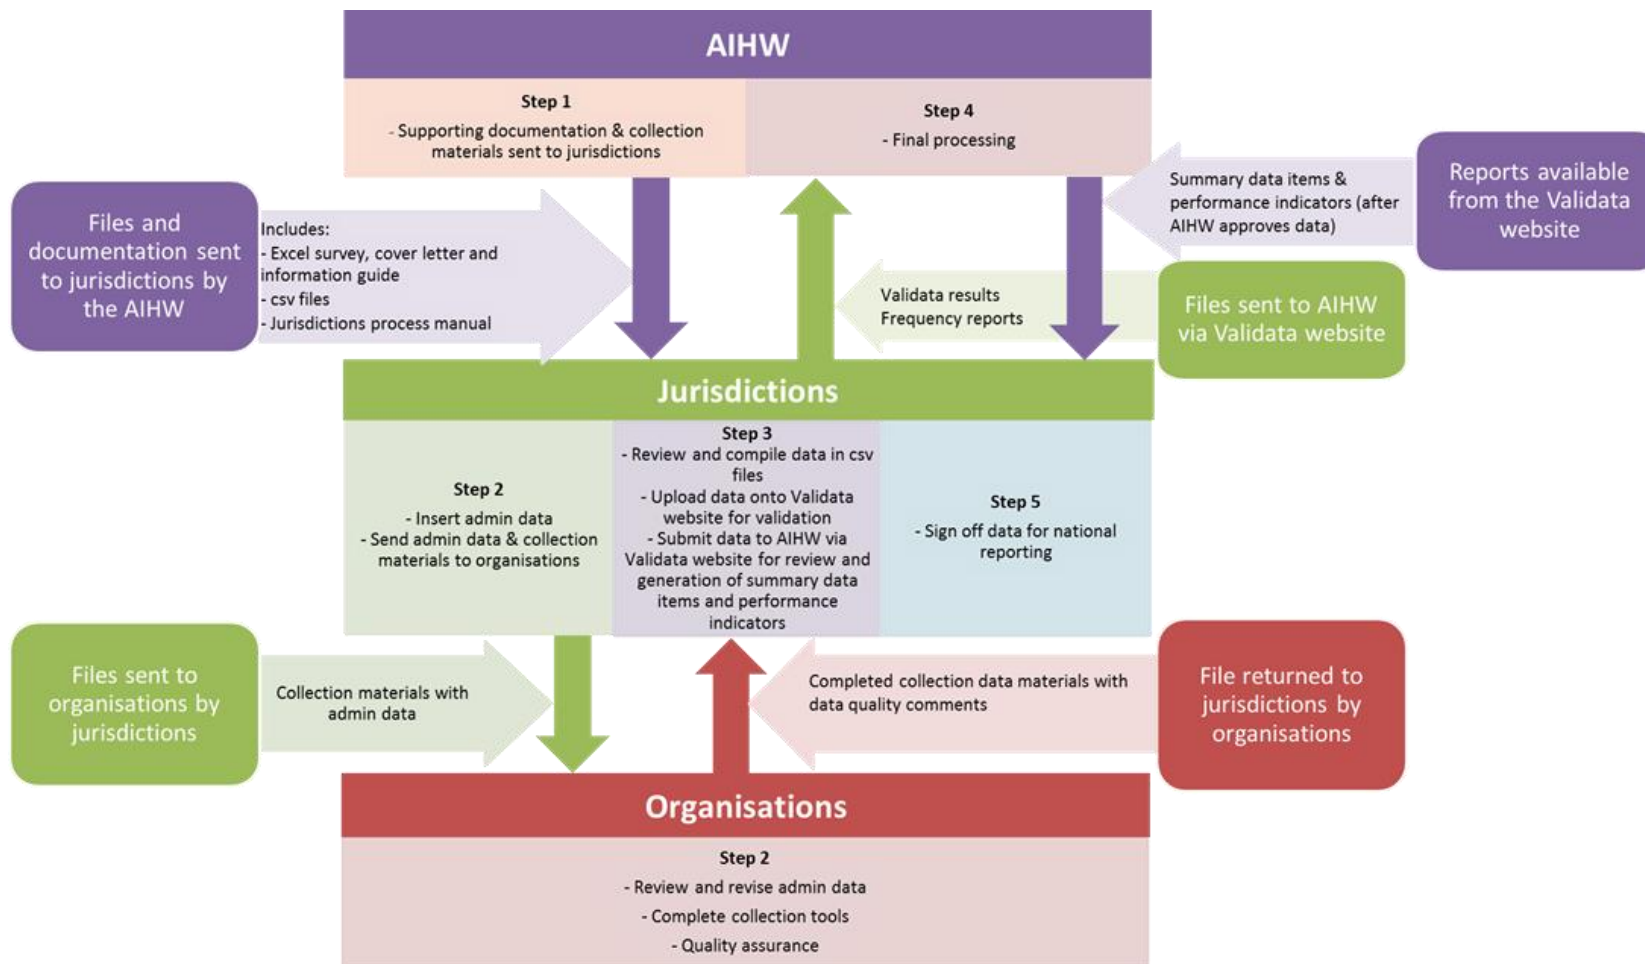 AIHW
Step 1
- Supporting documentation & collection
materials sent to jurisdictions
Step 4
- Final processing
Files and
documentation sent
to jurisdictions by
the AIHW
Includes:
- Excel survey, cover letter and
information guide
- csv files
- Jurisdictions process manual
Summary data items &
performance indicators (after
AIHW approves data)
Reports available
from the Validata
website
Validata results
Frequency reports
Files sent to AIHW
via Validata website
Jurisdictions
Step 2
- Insert admin data
- Send admin data & collection
materials to organisations
Step 3
- Review and compile data in csv
files
- Upload data onto Validata
website for validation
- Submit data to AIHW via
Validata website for review and
generation of summary data
items and performance
indicators
Step 5
- Sign off data for national
reporting
Files sent to
organisations by
jurisdictions
Collection materials with
admin data
Completed collection data materials with
data quality comments
File returned to
jurisdictions by
organisations
Organisations
Step 2
- Review and revise admin data
- Complete collection tools
- Quality assurance